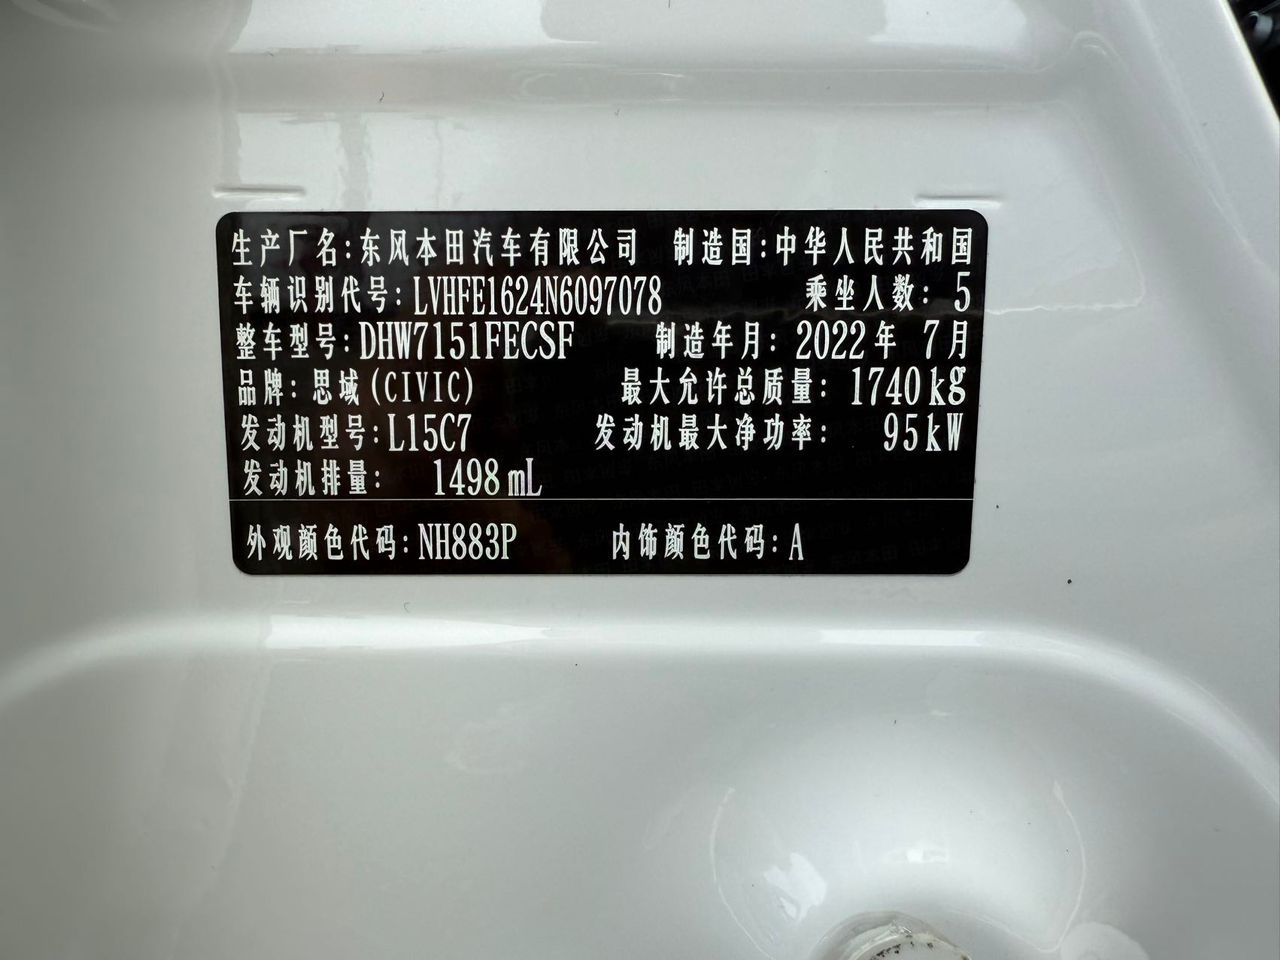 生产厂名:东风本田汽车有限公司 制造国:中华人民共和国
车辆识别代号:LVHFE1624N6097078 乘坐人数:5
整车型号:DHW7151FECSF 制造年月:2022年 7月
品牌:思域(CIVIC) 最大允许总质量:1740kg
发动机型号:L15C7 发动机最大净功率: 95kW
发动机排量: 1498mL
外观颜色代码:NH883P 内饰颜色代码:A